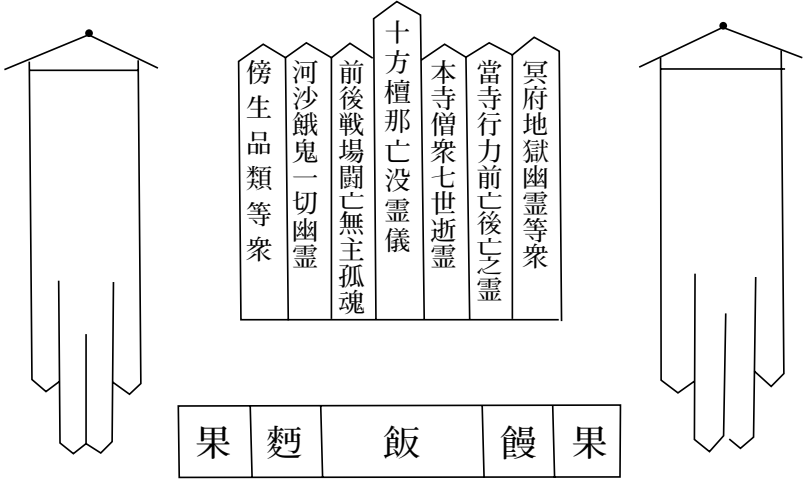 冥府地獄幽霊等衆
當寺行力前亡後亡之霊
本寺僧衆七世逝霊
十方檀那亡没霊儀
前後戦場闘亡無主孤魂
河沙餓鬼一切幽霊
傍生品類等衆
果 麪 飯 饅 果